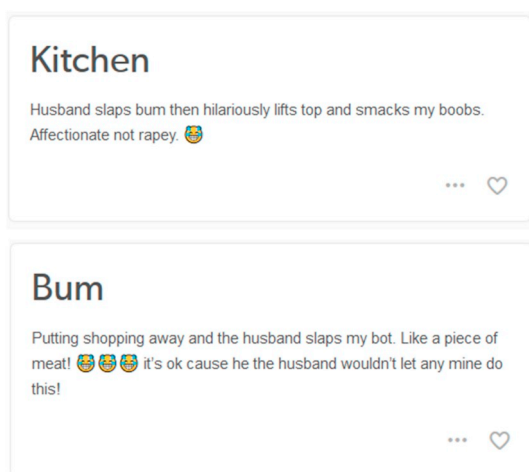 Kitchen
Husband slaps bum then hilariously lifts top and smacks my boobs.
Affectionate not rapey. 😂
Bum
Putting shopping away and the husband slaps my bot. Like a piece of
meat! 😂😂😂 it's ok cause he the husband wouldn't let any mine do
this!